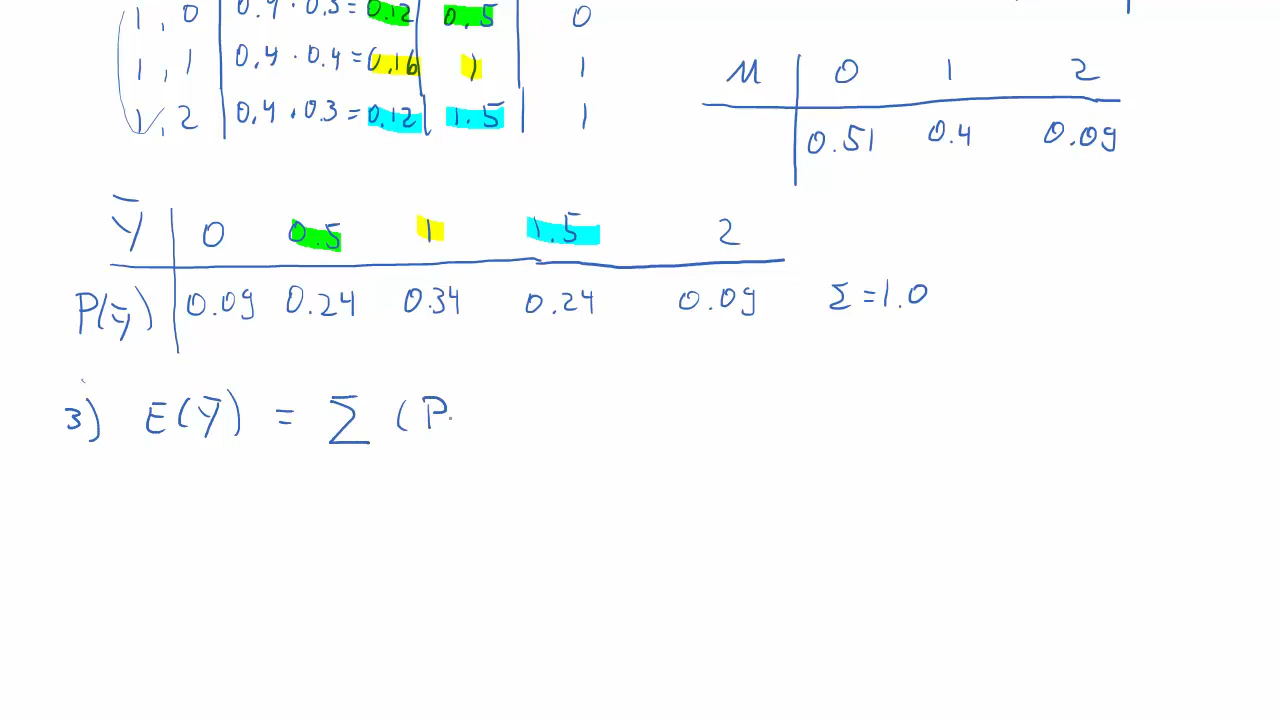 1, 0 | 0.4 · 0.3 = 0.12 | 0.5 | 0
1, 1 | 0.4 · 0.4 = 0.16 | 1 | 1
1, 2 | 0.4 · 0.3 = 0.12 | 1.5 | 1
M | 0 1 2
0.51 0.4 0.09
Ȳ | 0 0.5 1 1.5 2
P(Ȳ) | 0.09 0.24 0.34 0.24 0.09 Σ = 1.0
3) E(Ȳ) = Σ (P